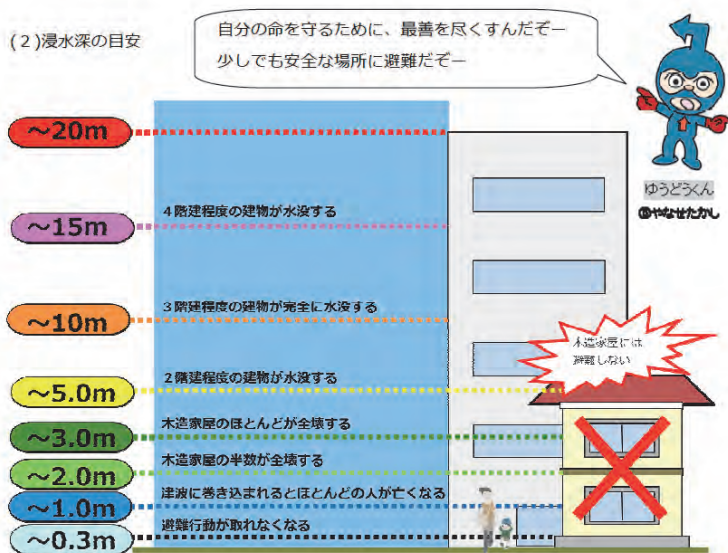 (2)浸水深の目安
自分の命を守るために、最善を尽くすんだぞー
少しでも安全な場所に避難だぞー
ゆうどうくん
©やなせたかし
～20m
4階建程度の建物が水没する
～15m
3階建程度の建物が完全に水没する
～10m
木造家屋には
避難しない
2階建程度の建物が水没する
～5.0m
木造家屋のほとんどが全壊する
～3.0m
木造家屋の半数が全壊する
～2.0m
津波に巻き込まれるとほとんどの人が亡くなる
～1.0m
避難行動が取れなくなる
～0.3m